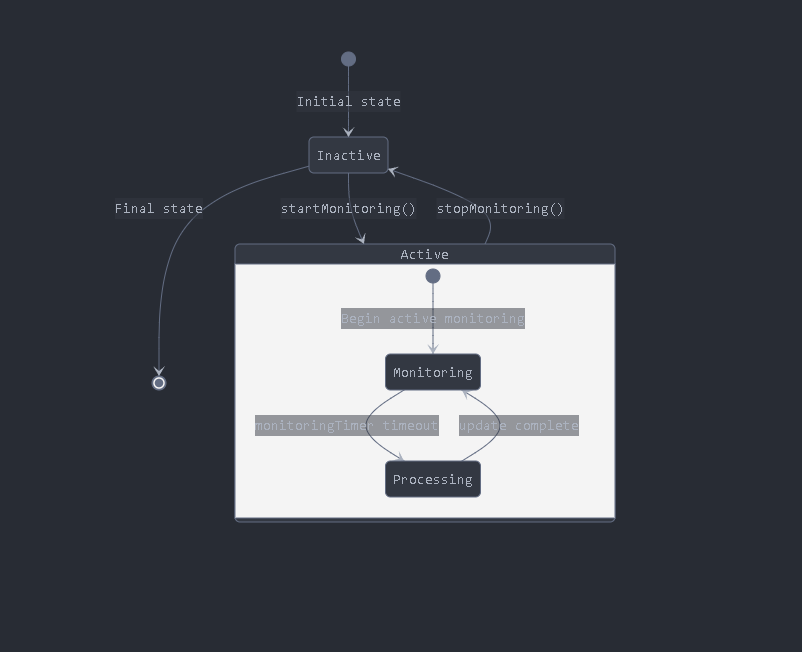 Initial state
Inactive
Final state
startMonitoring()
stopMonitoring()
Active
Begin active monitoring
Monitoring
monitoringTimer timeout
update complete
Processing